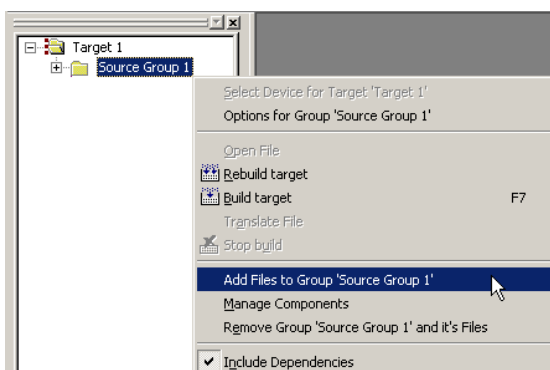 Target 1
Source Group 1
Select Device for Target 'Target 1'
Options for Group 'Source Group 1'
Open File
Rebuild target
Build target F7
Translate File
Stop build
Add Files to Group 'Source Group 1'
Manage Components
Remove Group 'Source Group 1' and it's Files
Include Dependencies